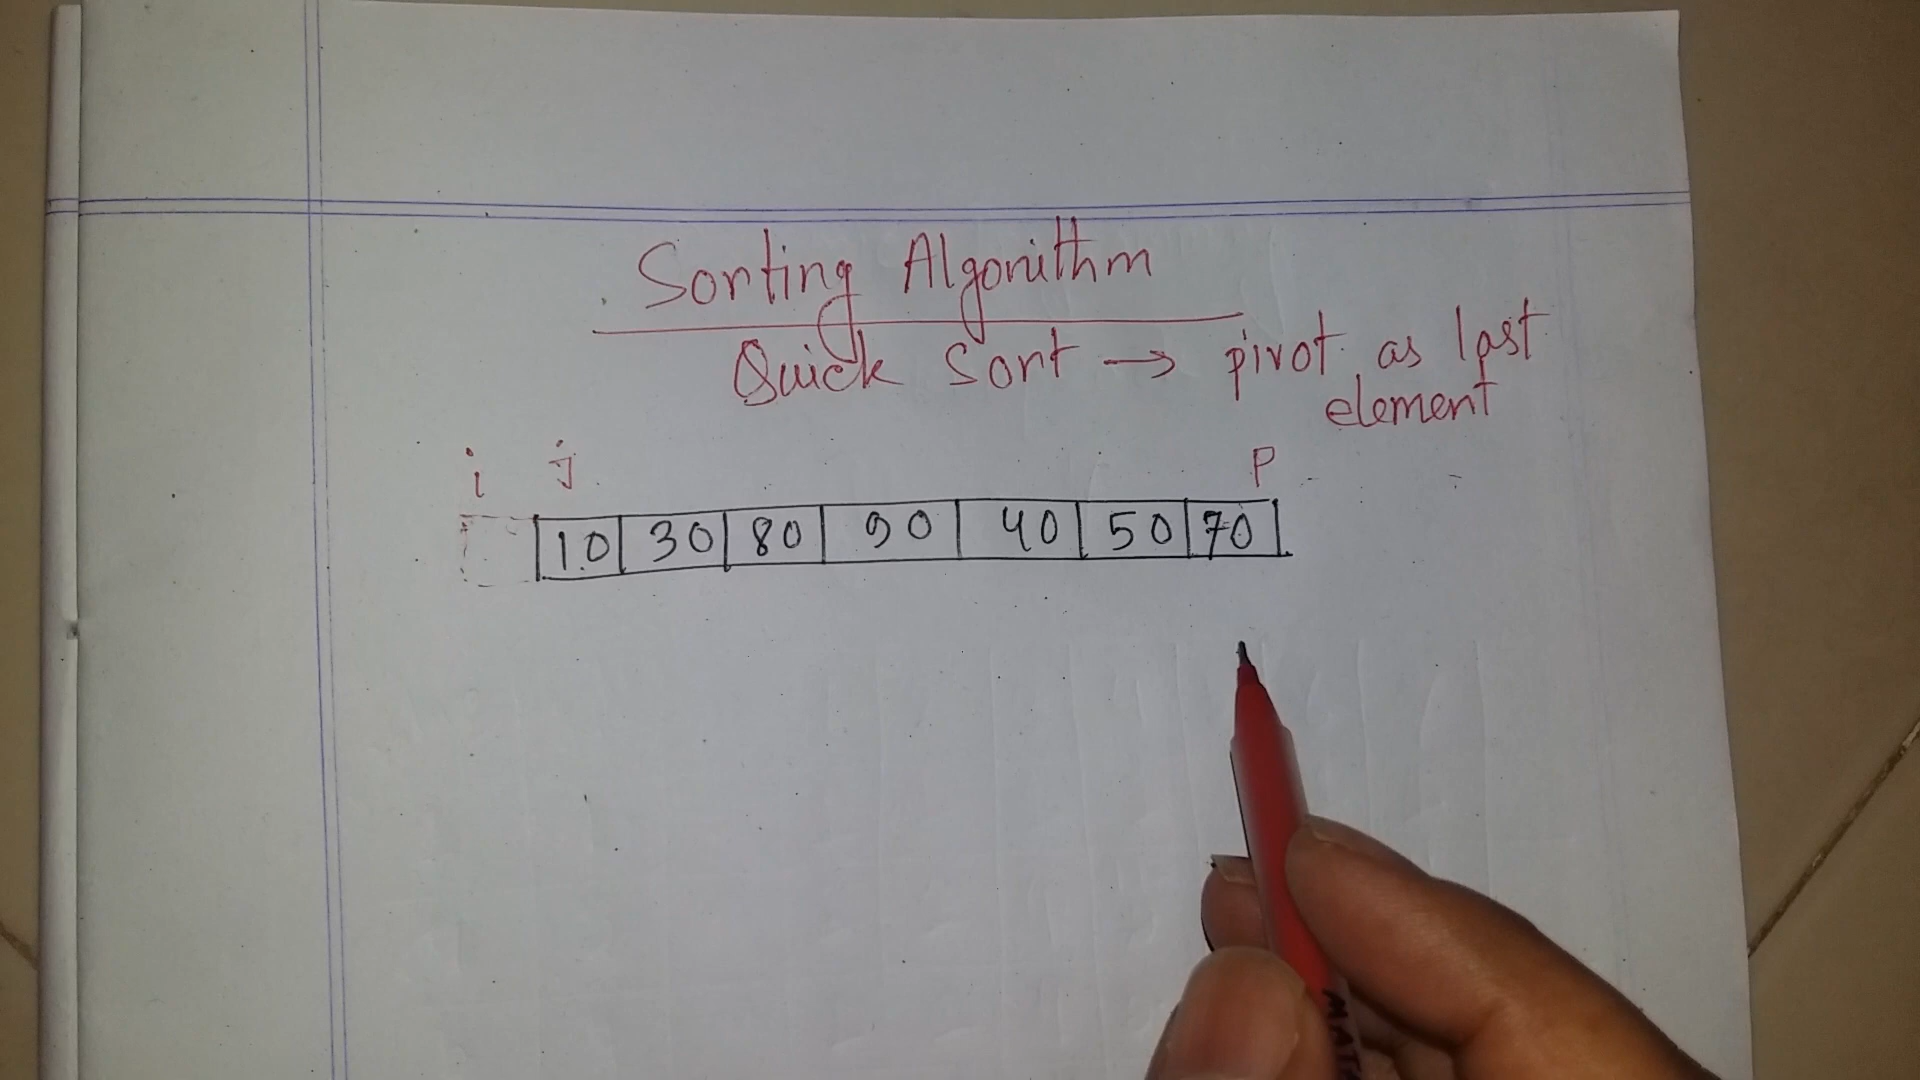 Sorting Algorithm
Quick Sort → pivot as last
element
i j P
10 30 80 90 40 50 70